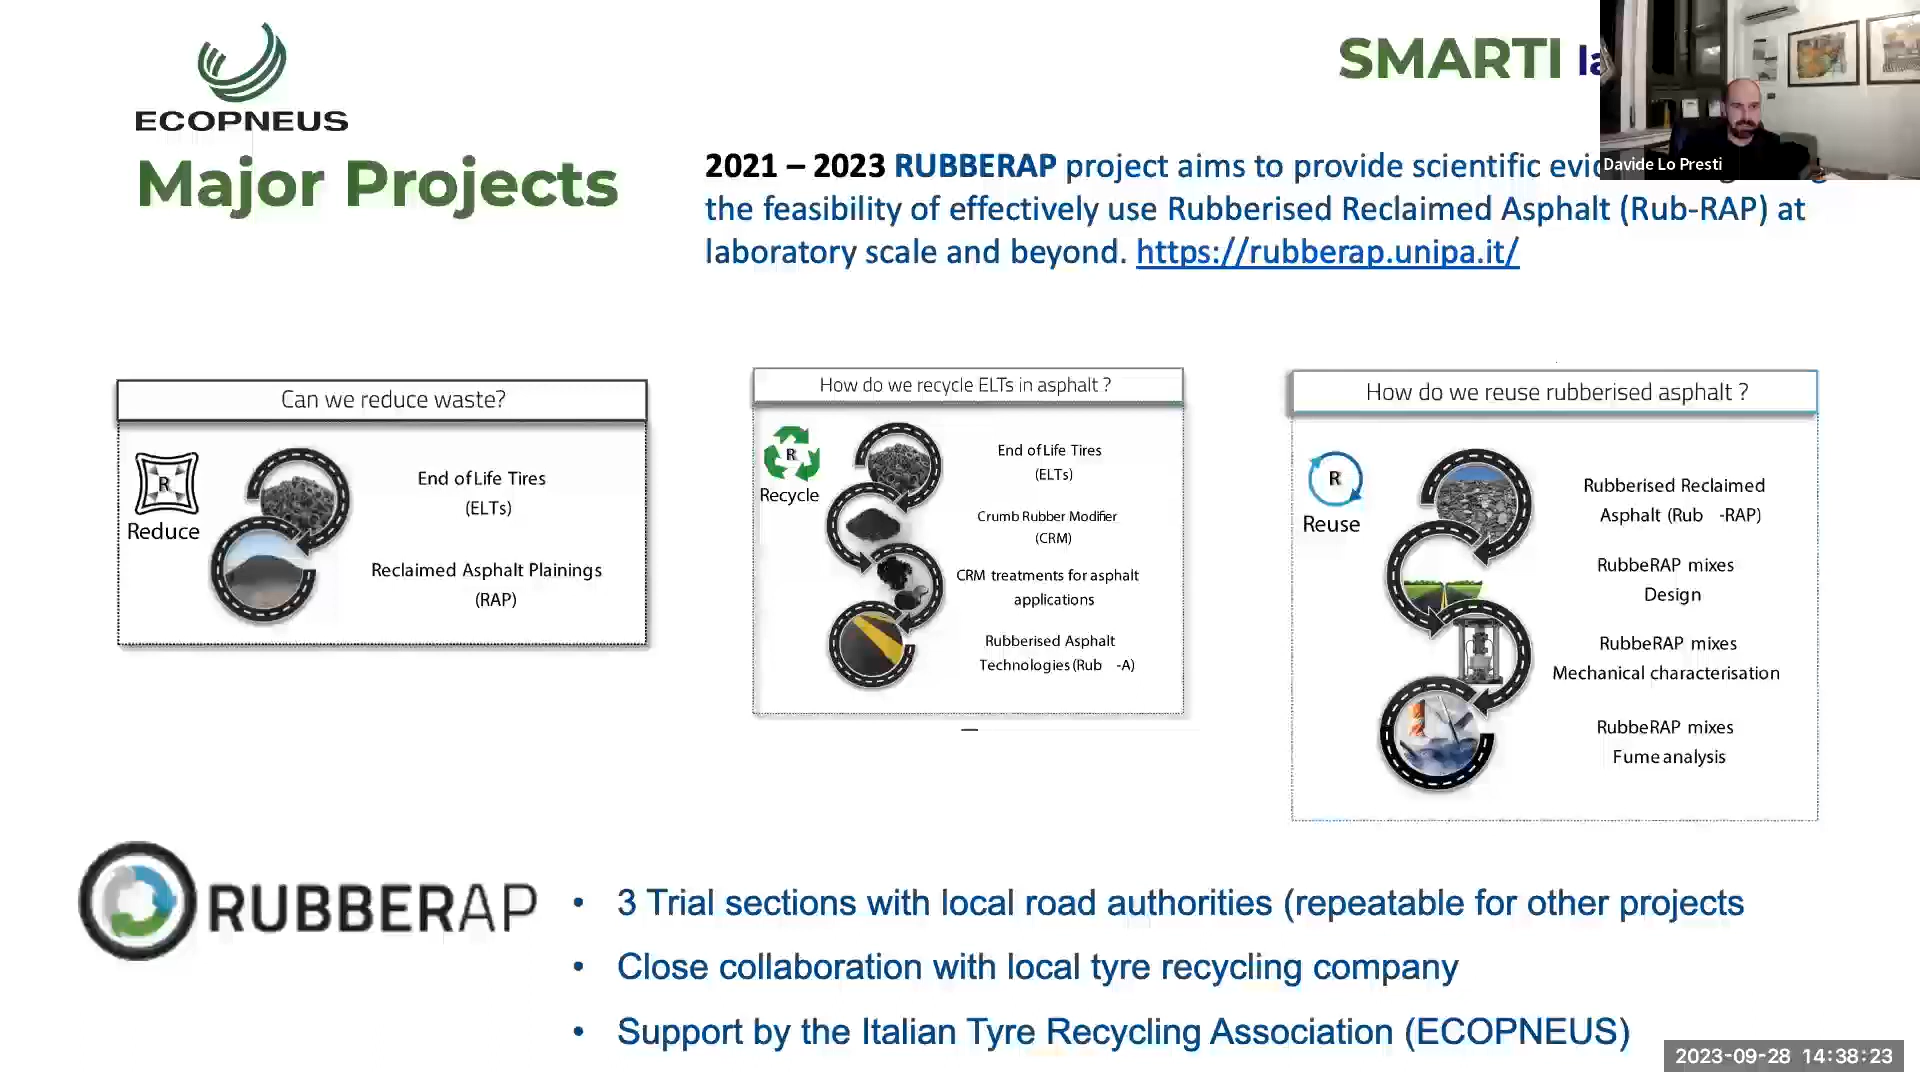 ECOPNEUS
SMARTI
Davide Lo Presti
Major Projects
2021 – 2023 RUBBERAP project aims to provide scientific
the feasibility of effectively use Rubberised Reclaimed Asphalt (Rub-RAP) at
laboratory scale and beyond. https://rubberap.unipa.it/
Can we reduce waste?
R
Reduce
End of Life Tires
(ELTs)
Reclaimed Asphalt Plainings
(RAP)
How do we recycle ELTs in asphalt ?
R
Recycle
End of Life Tires
(ELTs)
Crumb Rubber Modifier
(CRM)
CRM treatments for asphalt
applications
Rubberised Asphalt
Technologies (Rub -A)
How do we reuse rubberised asphalt ?
R
Reuse
Rubberised Reclaimed
Asphalt (Rub -RAP)
RubbeRAP mixes
Design
RubbeRAP mixes
Mechanical characterisation
RubbeRAP mixes
Fume analysis
RUBBERAP
• 3 Trial sections with local road authorities (repeatable for other projects
• Close collaboration with local tyre recycling company
• Support by the Italian Tyre Recycling Association (ECOPNEUS)
2023-09-28 14:38:23